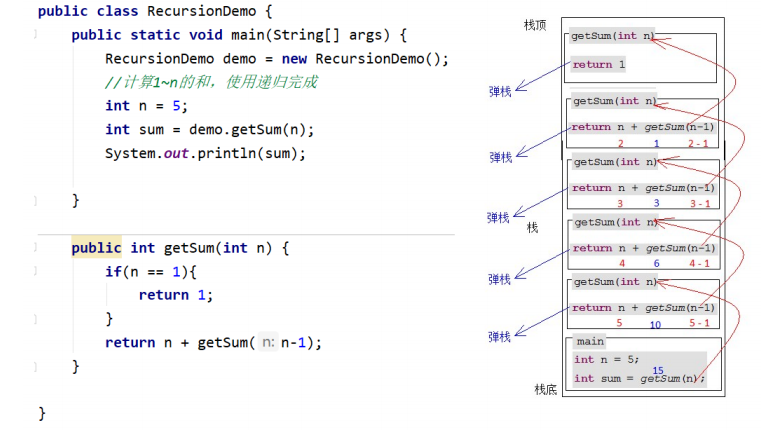 public class RecursionDemo {
public static void main(String[] args) {
RecursionDemo demo = new RecursionDemo();
//计算1~n的和，使用递归完成
int n = 5;
int sum = demo.getSum(n);
System.out.println(sum);
}
public int getSum(int n) {
if(n == 1){
return 1;
}
return n + getSum( n: n-1);
}
}
栈顶
getSum(int n)
return 1
弹栈
getSum(int n)
return n + getSum(n-1)
2 1 2 - 1
弹栈
getSum(int n)
return n + getSum(n-1)
3 3 3 - 1
弹栈
栈
getSum(int n)
return n + getSum(n-1)
4 6 4 - 1
弹栈
getSum(int n)
return n + getSum(n-1)
5 10 5 - 1
弹栈
main
int n = 5;
15
int sum = getSum(n);
栈底